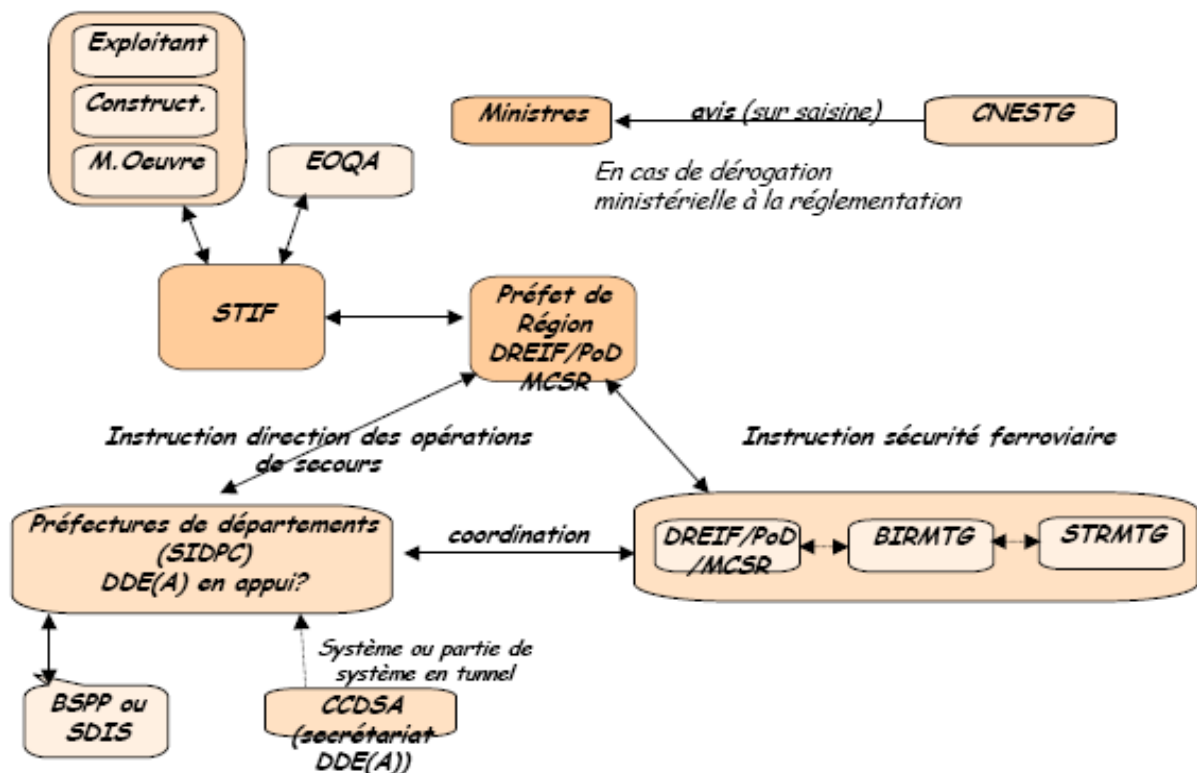 Exploitant
Construct.
M.Oeuvre
EOQA
Ministres
avis (sur saisine)
CNESTG
En cas de dérogation
ministérielle à la réglementation
STIF
Préfet de
Région
DREIF/PoD
MCSR
Instruction direction des opérations
de secours
Instruction sécurité ferroviaire
Préfectures de départements
(SIDPC)
DDE(A) en appui?
coordination
DREIF/PoD
/MCSR
BIRMTG
STRMTG
Système ou partie de
système en tunnel
BSPP ou
SDIS
CCDSA
(secrétariat
DDE(A))